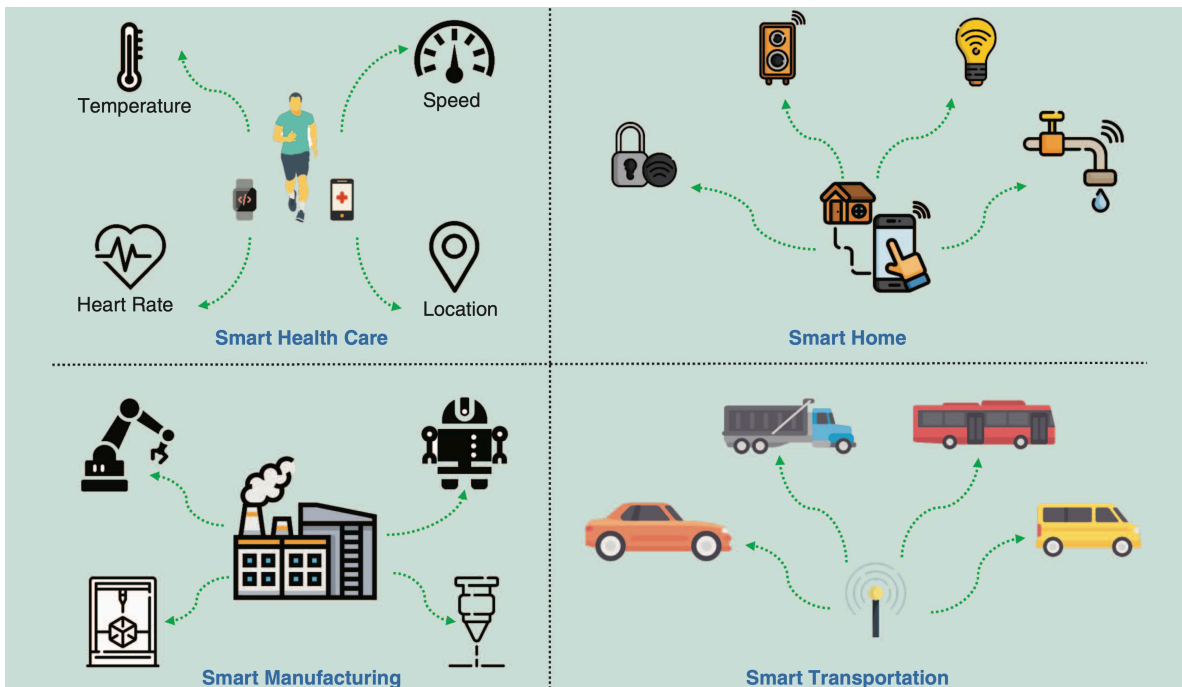 Temperature
Speed
</>
Heart Rate
Location
Smart Health Care
Smart Home
Smart Manufacturing
Smart Transportation